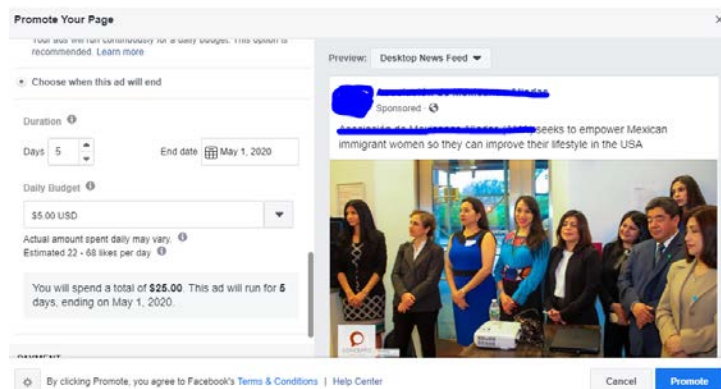 Promote Your Page
Your ads will run continuously for a daily budget. This option is
recommended. Learn more
Choose when this ad will end
Duration
Days 5 End date May 1, 2020
Daily Budget
$5.00 USD
Actual amount spent daily may vary.
Estimated 22 - 68 likes per day
You will spend a total of $25.00. This ad will run for 5
days, ending on May 1, 2020.
PAYMENT
Preview: Desktop News Feed
Sponsored ·
seeks to empower Mexican
immigrant women so they can improve their lifestyle in the USA
By clicking Promote, you agree to Facebook's Terms & Conditions | Help Center
Cancel Promote